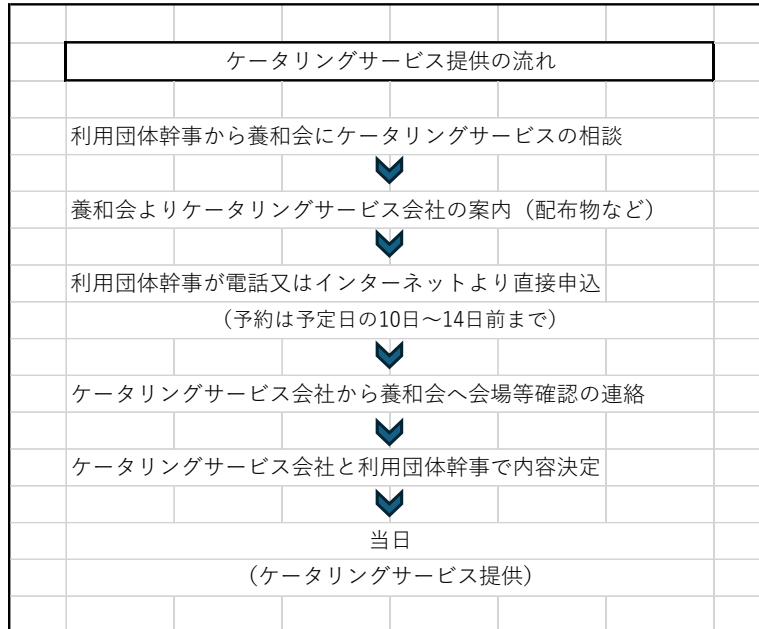 ケータリングサービス提供の流れ
利用団体幹事から養和会にケータリングサービスの相談
養和会よりケータリングサービス会社の案内（配布物など）
利用団体幹事が電話又はインターネットより直接申込
（予約は予定日の10日～14日前まで）
ケータリングサービス会社から養和会へ会場等確認の連絡
ケータリングサービス会社と利用団体幹事で内容決定
当日
（ケータリングサービス提供）